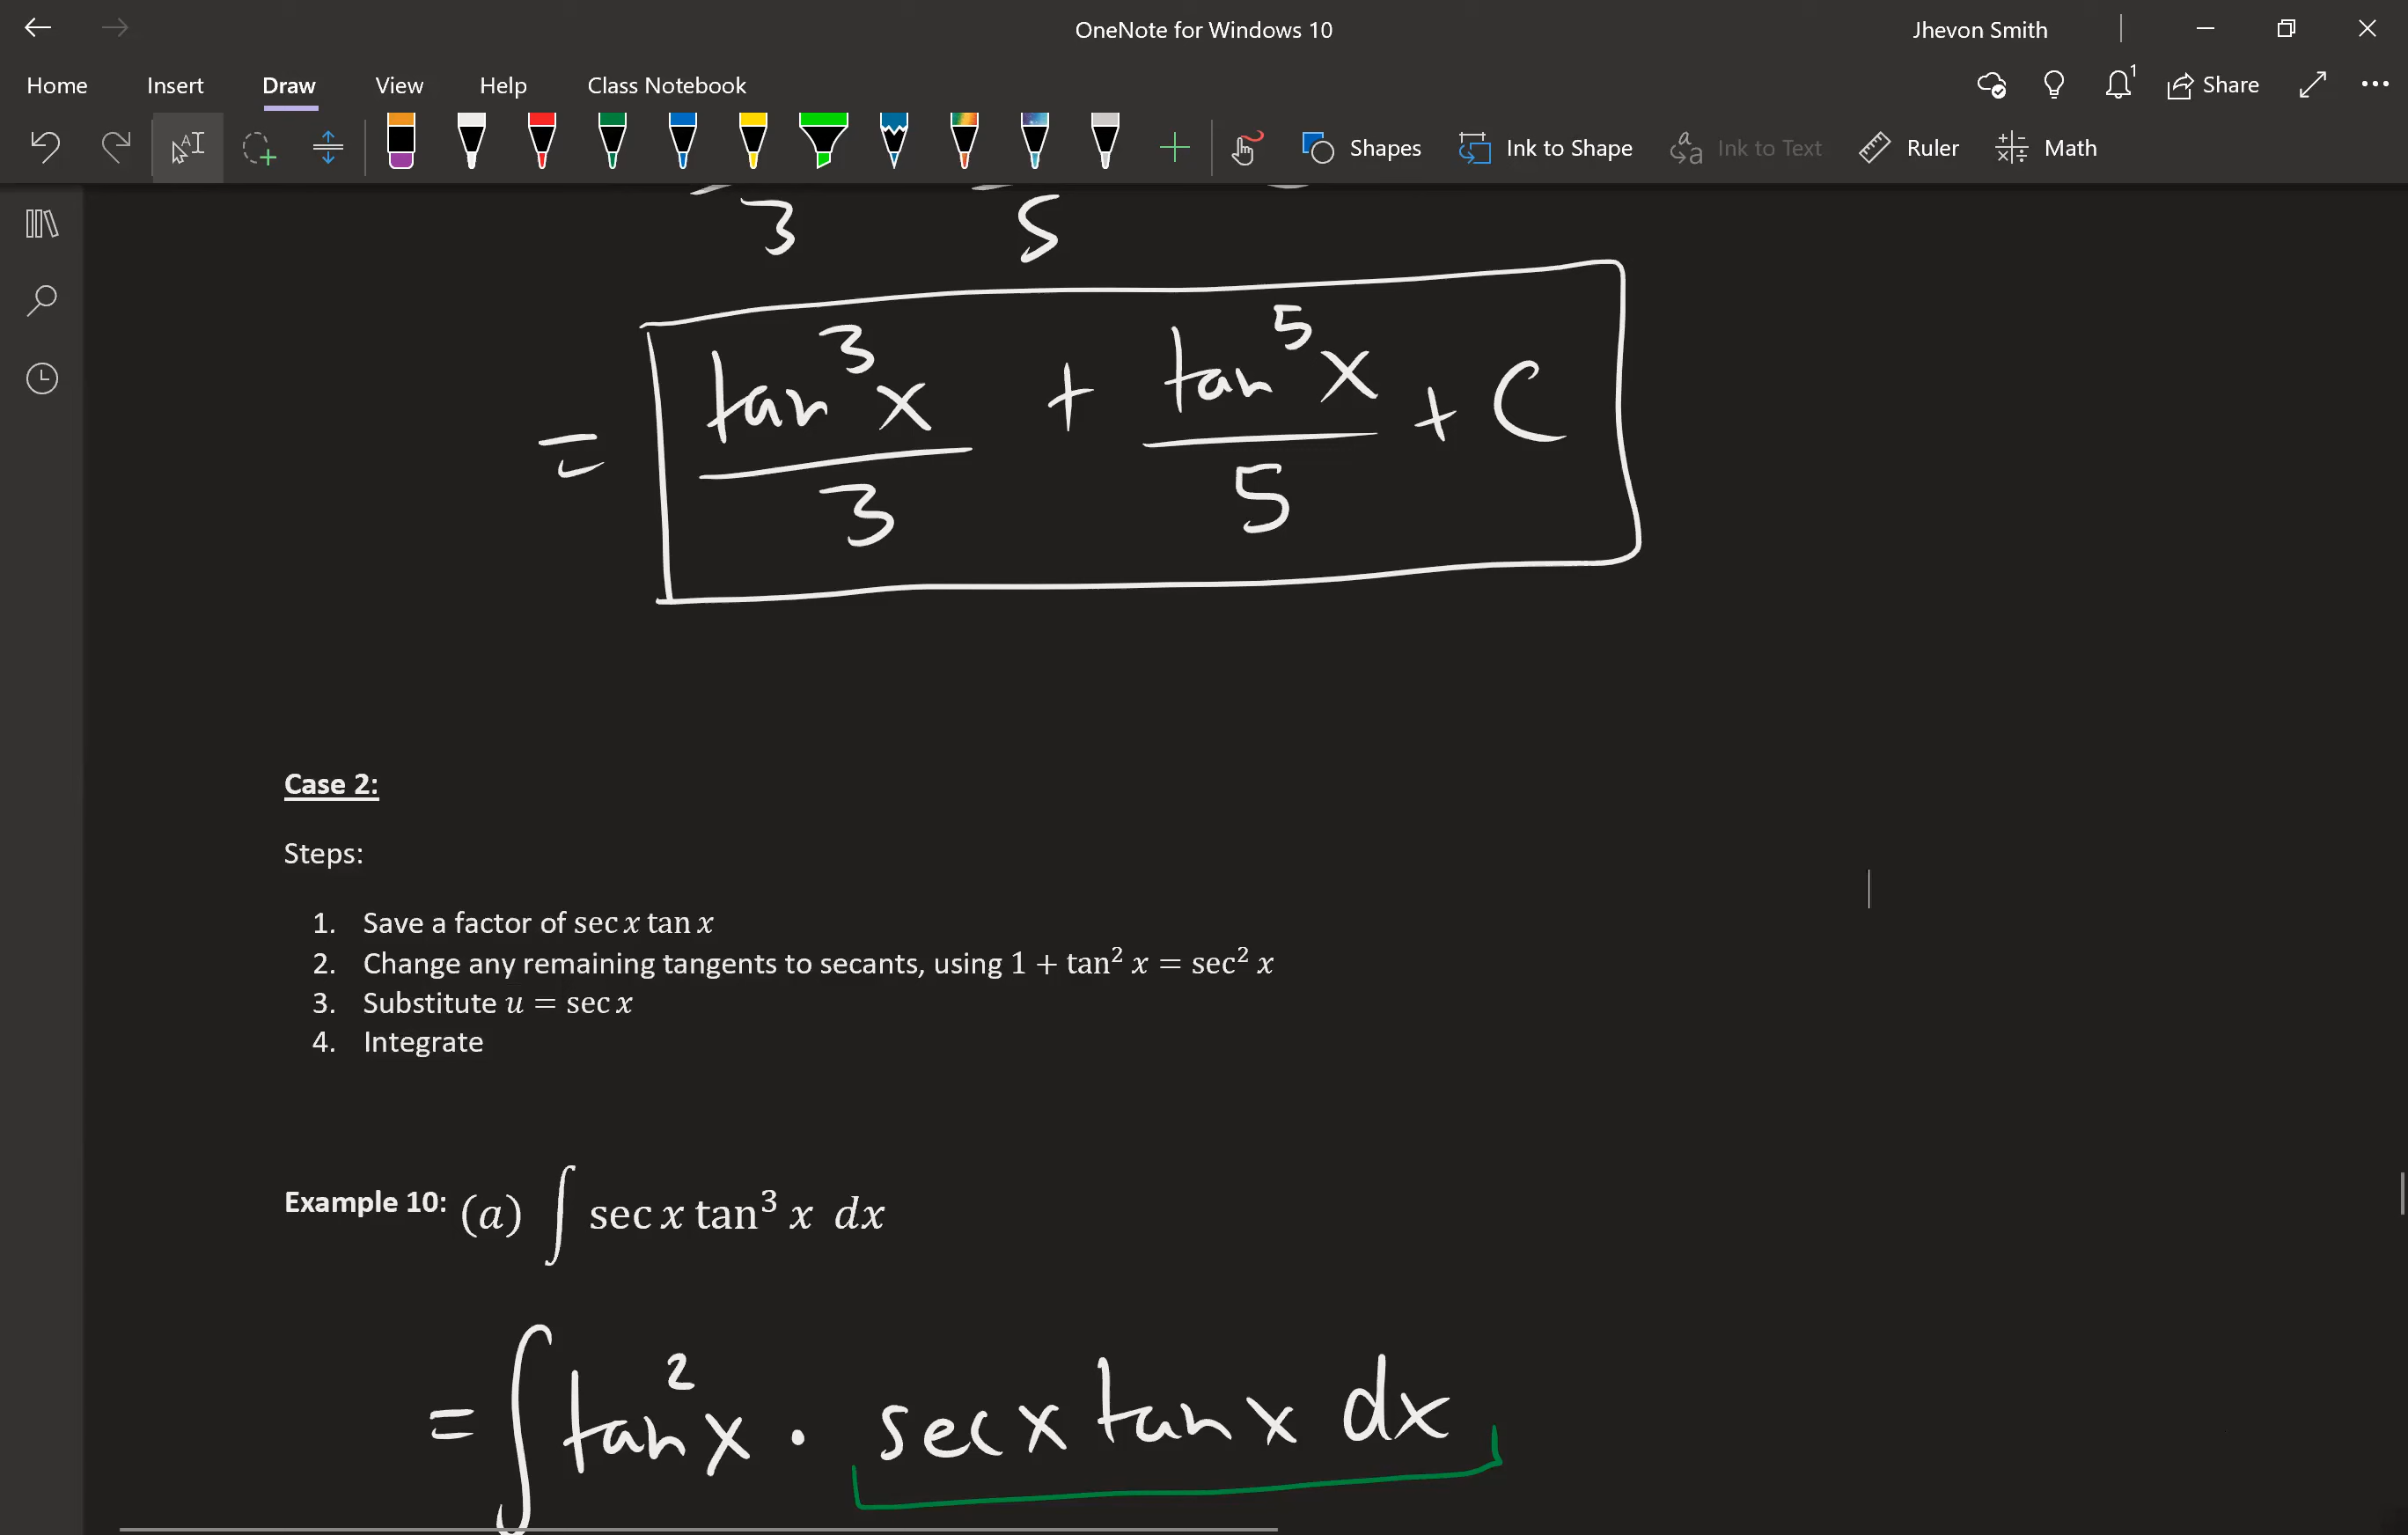 OneNote for Windows 10
Jhevon Smith
Home Insert Draw View Help Class Notebook
1 Share
Shapes Ink to Shape Ink to Text Ruler Math
3 5
= tan³x/3 + tan⁵x/5 + C
Case 2:
Steps:
1. Save a factor of sec x tan x
2. Change any remaining tangents to secants, using 1 + tan² x = sec² x
3. Substitute u = sec x
4. Integrate
Example 10: (a) ∫ sec x tan³ x dx
= ∫ tan²x · secx tanx dx